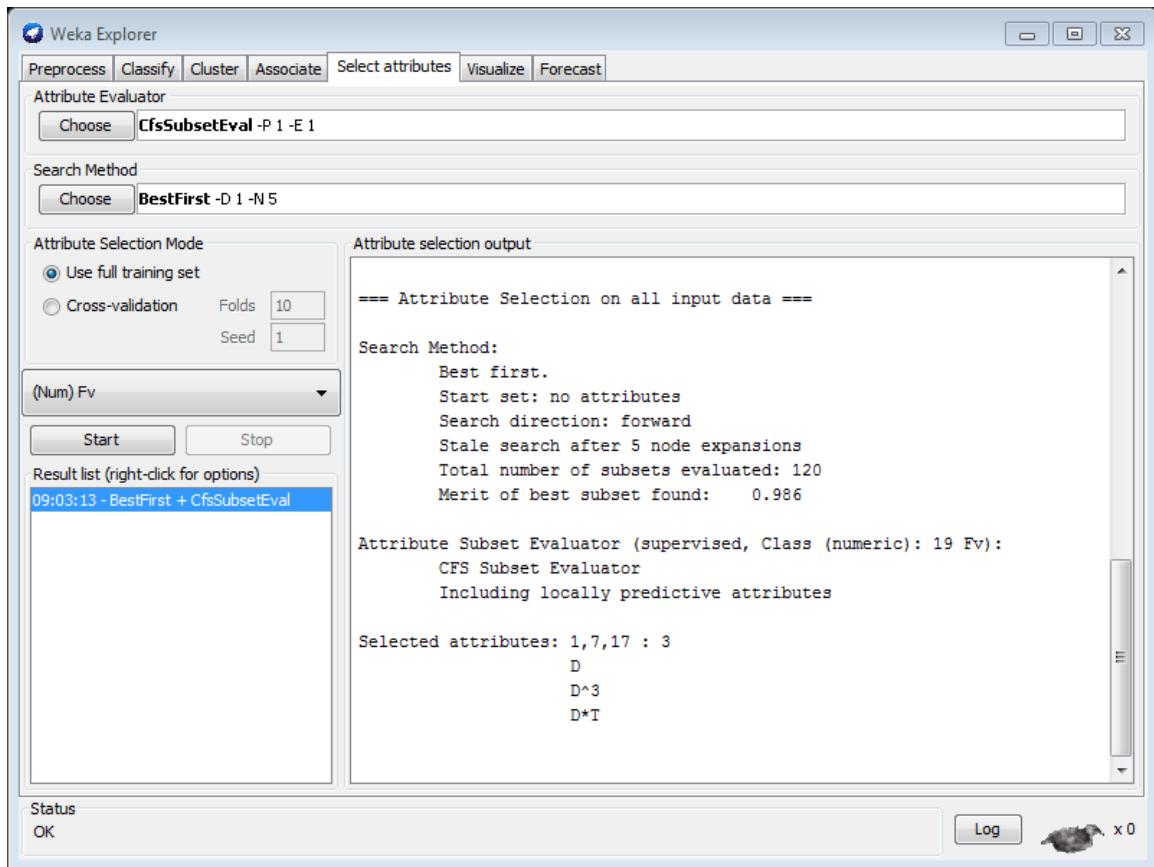 Weka Explorer
Preprocess Classify Cluster Associate Select attributes Visualize Forecast
Attribute Evaluator
Choose CfsSubsetEval -P 1 -E 1
Search Method
Choose BestFirst -D 1 -N 5
Attribute Selection Mode
Use full training set
Cross-validation Folds 10
Seed 1
(Num) Fv
Start Stop
Result list (right-click for options)
09:03:13 - BestFirst + CfsSubsetEval
Attribute selection output
=== Attribute Selection on all input data ===
Search Method:
Best first.
Start set: no attributes
Search direction: forward
Stale search after 5 node expansions
Total number of subsets evaluated: 120
Merit of best subset found: 0.986
Attribute Subset Evaluator (supervised, Class (numeric): 19 Fv):
CFS Subset Evaluator
Including locally predictive attributes
Selected attributes: 1,7,17 : 3
D
D^3
D*T
Status
OK
Log x 0